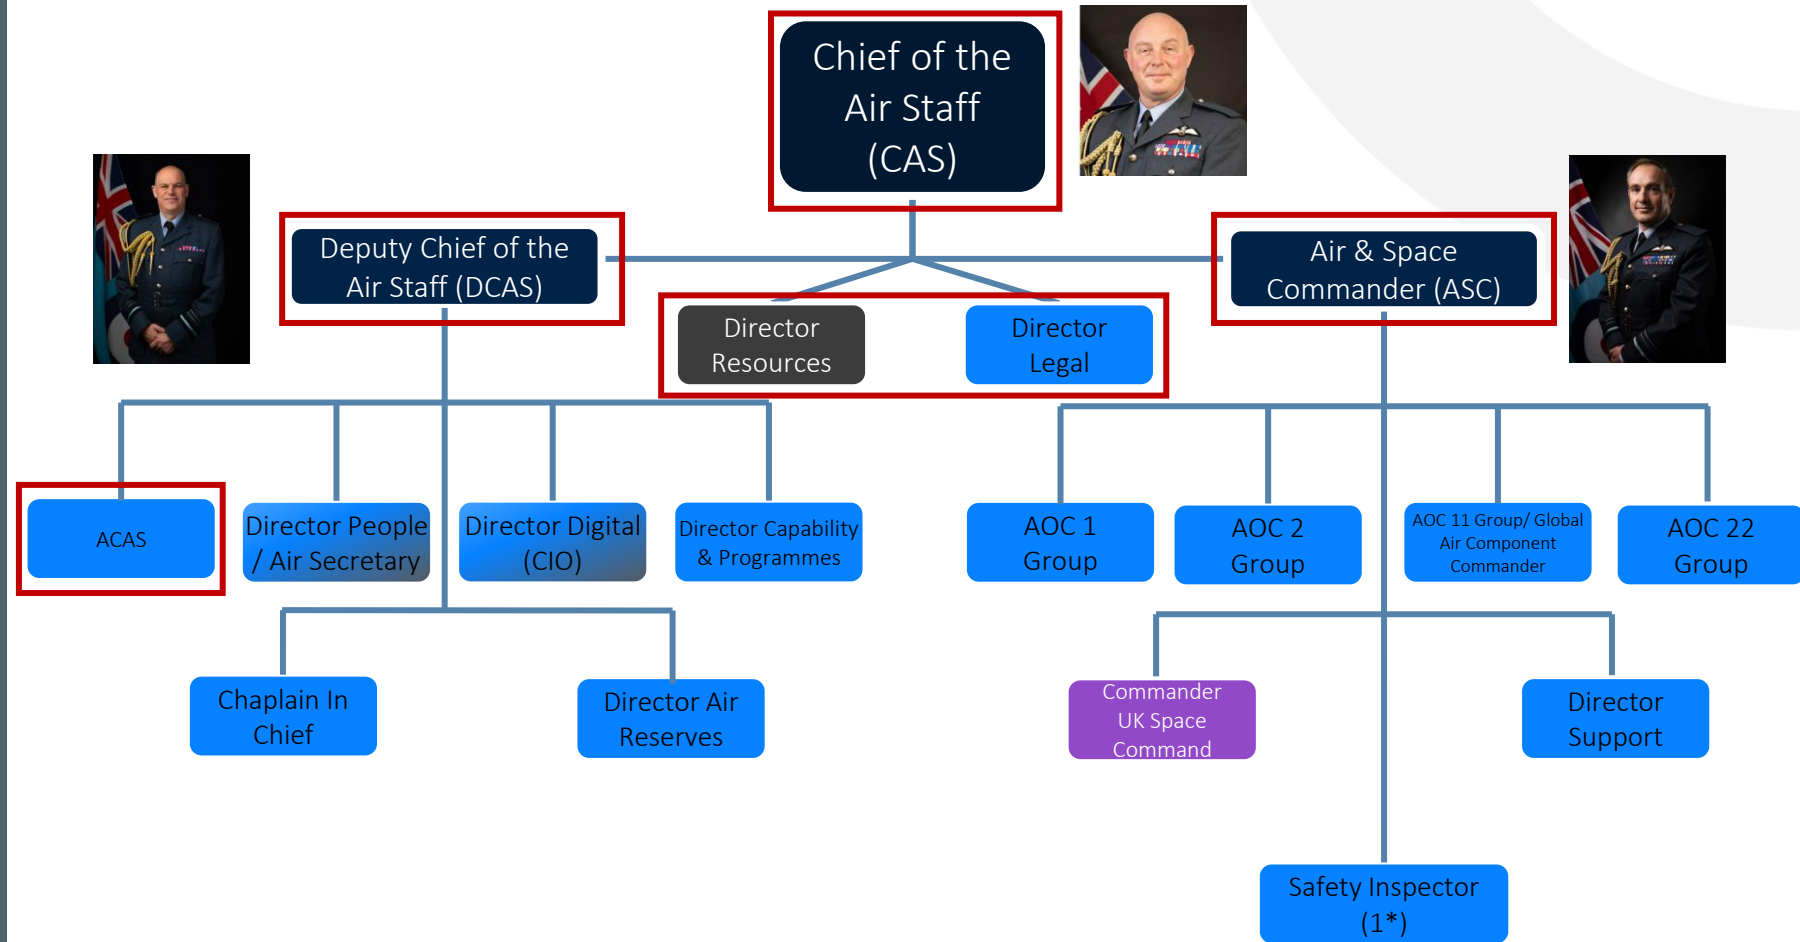 Chief of the
Air Staff
(CAS)
Deputy Chief of the
Air Staff (DCAS)
Air & Space
Commander (ASC)
Director
Resources
Director
Legal
ACAS
Director People
/ Air Secretary
Director Digital
(CIO)
Director Capability
& Programmes
AOC 1
Group
AOC 2
Group
AOC 11 Group/ Global
Air Component
Commander
AOC 22
Group
Chaplain In
Chief
Director Air
Reserves
Commander
UK Space
Command
Director
Support
Safety Inspector
(1*)